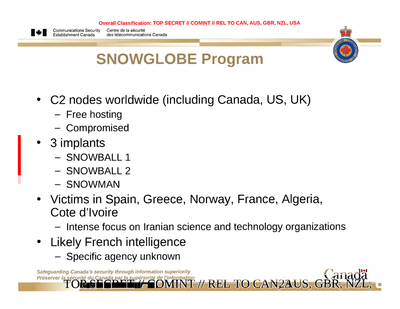 Overall Classification: TOP SECRET // COMINT // REL TO CAN, AUS, GBR, NZL, USA
Communications Security Establishment Canada
Centre de la sécurité des télécommunications Canada
SNOWGLOBE Program
• C2 nodes worldwide (including Canada, US, UK)
– Free hosting
– Compromised
• 3 implants
– SNOWBALL 1
– SNOWBALL 2
– SNOWMAN
• Victims in Spain, Greece, Norway, France, Algeria,
Cote d'Ivoire
– Intense focus on Iranian science and technology organizations
• Likely French intelligence
– Specific agency unknown
Safeguarding Canada's security through information superiority
Préserver la sécurité du Canada par la supériorité de l'information
Canada
TOP SECRET // COMINT // REL TO CAN, AUS, GBR, NZL,